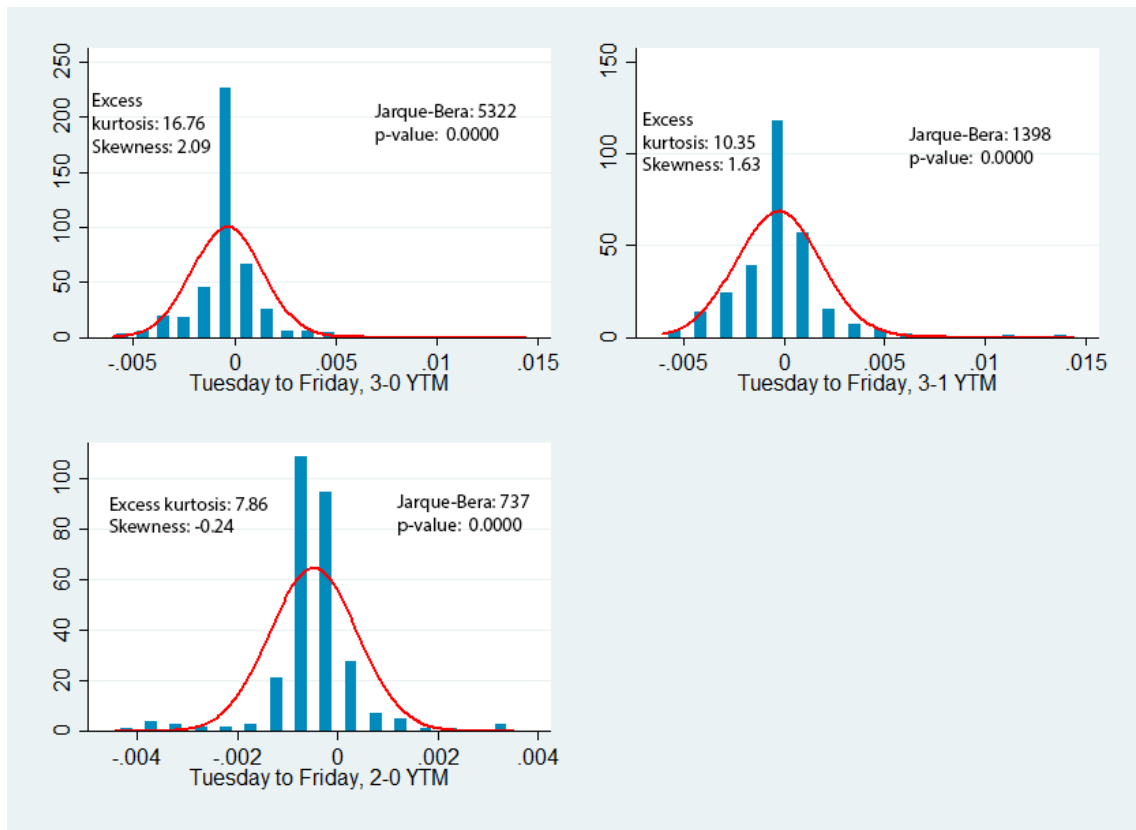 250
200
150
100
50
0
Excess
kurtosis: 16.76
Skewness: 2.09
Jarque-Bera: 5322
p-value: 0.0000
-.005 0 .005 .01 .015
Tuesday to Friday, 3-0 YTM
150
100
50
0
Excess
kurtosis: 10.35
Skewness: 1.63
Jarque-Bera: 1398
p-value: 0.0000
-.005 0 .005 .01 .015
Tuesday to Friday, 3-1 YTM
100
80
60
40
20
0
Excess kurtosis: 7.86
Skewness: -0.24
Jarque-Bera: 737
p-value: 0.0000
-.004 -.002 0 .002 .004
Tuesday to Friday, 2-0 YTM